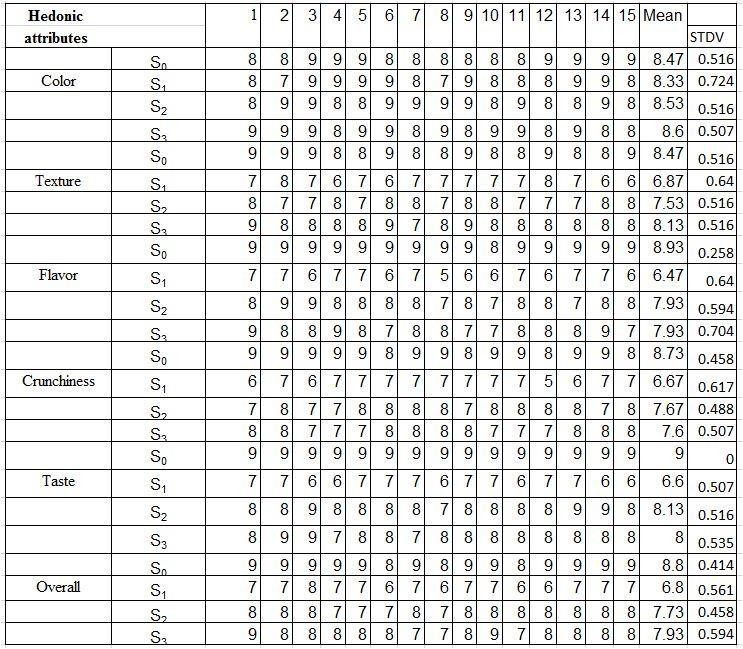 Hedonic 1 2 3 4 5 6 7 8 9 10 11 12 13 14 15 Mean
attributes STDV
S₀ 8 8 9 9 9 8 8 8 8 8 8 9 9 9 9 8.47 0.516
Color S₁ 8 7 9 9 9 9 8 7 9 8 8 8 9 9 8 8.33 0.724
S₂ 8 9 9 8 8 9 9 9 9 8 9 8 8 9 8 8.53 0.516
S₃ 9 9 9 8 9 9 8 9 8 9 9 8 9 8 8 8.6 0.507
S₀ 9 9 9 8 8 9 8 8 9 8 8 9 8 8 9 8.47 0.516
Texture S₁ 7 8 7 6 7 6 7 7 7 7 7 8 7 6 6 6.87 0.64
S₂ 8 7 7 8 7 8 8 7 8 8 7 7 7 8 8 7.53 0.516
S₃ 9 8 8 8 8 9 7 8 9 8 8 8 8 8 8 8.13 0.516
S₀ 9 9 9 9 9 9 9 9 9 8 9 9 9 9 9 8.93 0.258
Flavor S₁ 7 7 6 7 7 6 7 5 6 6 7 6 7 7 6 6.47 0.64
S₂ 8 9 9 8 8 8 8 7 8 7 8 8 7 8 8 7.93 0.594
S₃ 9 8 8 9 8 7 8 8 7 7 8 8 8 9 7 7.93 0.704
S₀ 9 9 9 9 9 8 9 9 8 9 9 8 9 9 8 8.73 0.458
Crunchiness S₁ 6 7 6 7 7 7 7 7 7 7 7 5 6 7 7 6.67 0.617
S₂ 7 8 7 7 8 8 8 8 7 8 8 8 8 7 8 7.67 0.488
S₃ 8 8 7 7 7 8 8 8 8 7 7 7 8 8 8 7.6 0.507
S₀ 9 9 9 9 9 9 9 9 9 9 9 9 9 9 9 9 0
Taste S₁ 7 7 6 6 7 7 7 6 7 7 6 7 7 6 6 6.6 0.507
S₂ 8 8 9 8 8 8 8 7 8 8 8 8 9 9 8 8.13 0.516
S₃ 8 9 9 7 8 8 7 8 8 8 8 8 8 8 8 8 0.535
S₀ 9 9 9 9 9 8 9 8 9 9 8 9 9 9 9 8.8 0.414
Overall S₁ 7 7 8 7 7 6 7 6 7 7 6 6 7 7 7 6.8 0.561
S₂ 8 8 8 7 7 7 8 7 8 8 8 8 8 8 8 7.73 0.458
S₃ 9 8 8 8 8 8 7 7 8 9 7 8 8 8 8 7.93 0.594